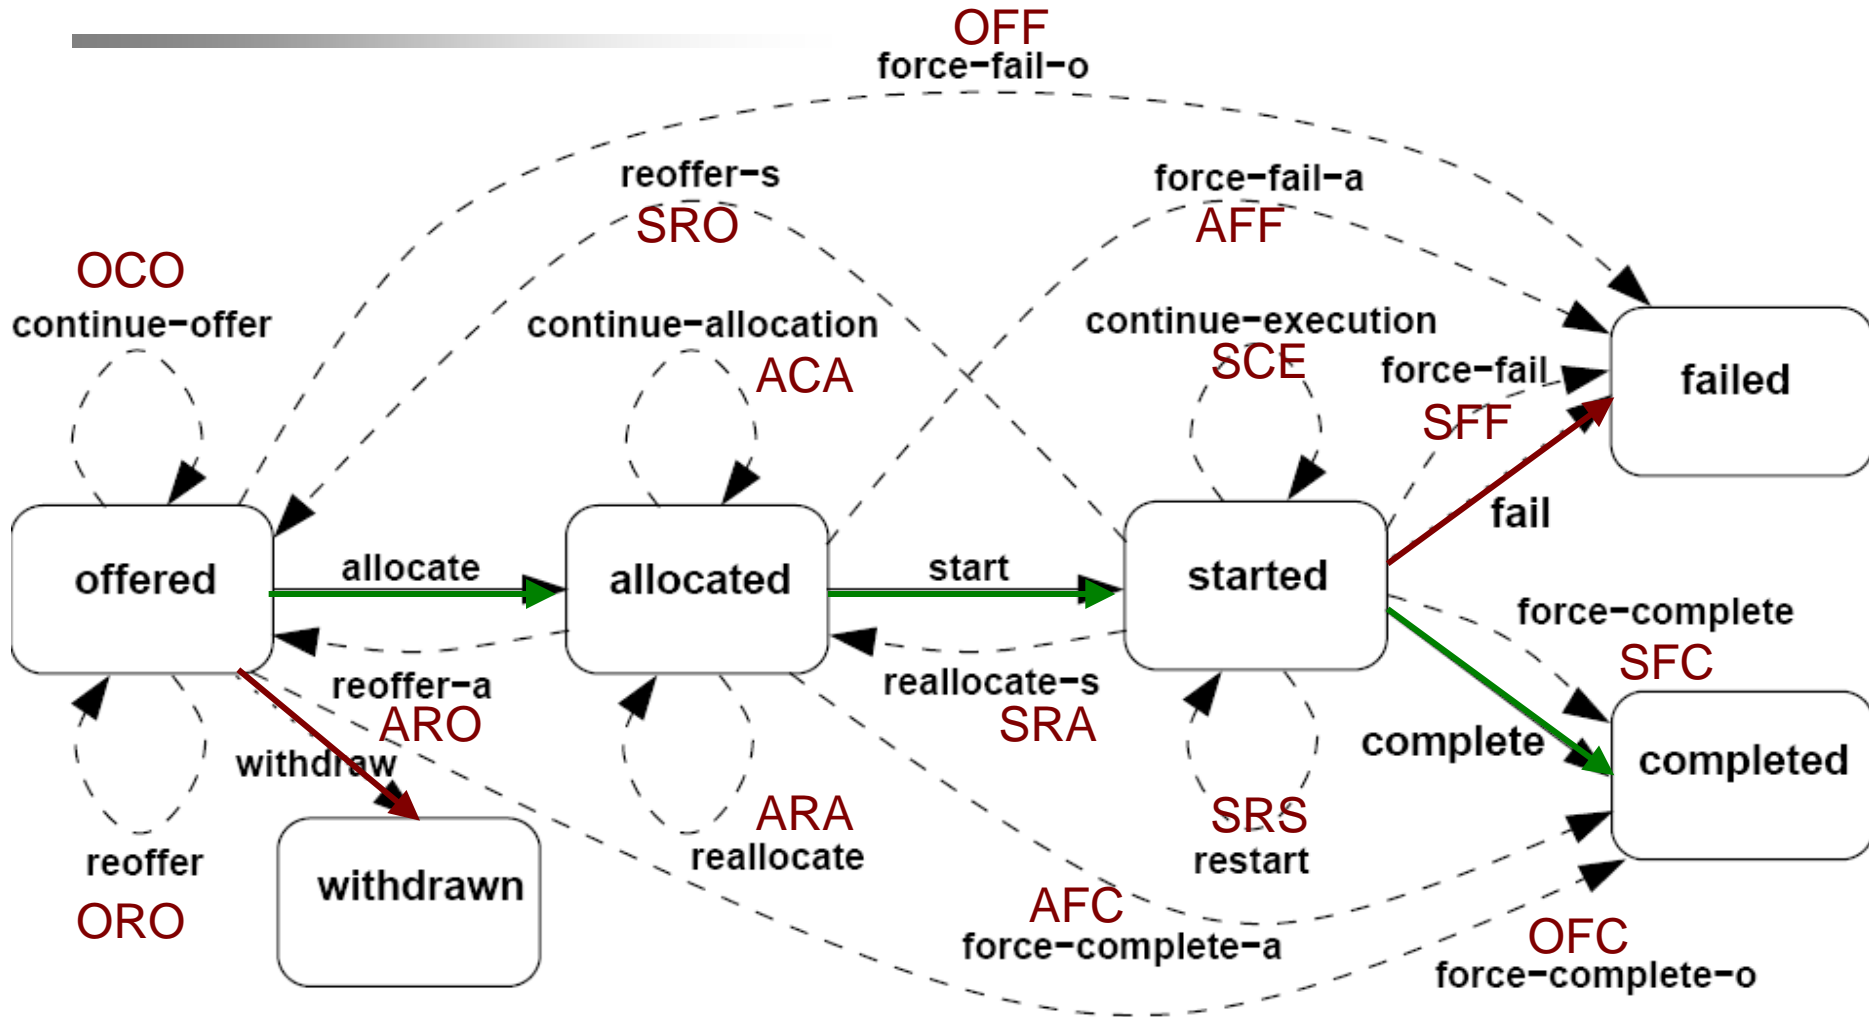 OFF
force-fail-o
reoffer-s
SRO
force-fail-a
AFF
OCO
continue-offer
continue-allocation
ACA
continue-execution
SCE
force-fail
SFF
failed
fail
offered
allocate
allocated
start
started
force-complete
SFC
reoffer-a
ARO
reallocate-s
SRA
withdraw
complete
completed
reoffer
ORO
withdrawn
ARA
reallocate
SRS
restart
AFC
force-complete-a
OFC
force-complete-o